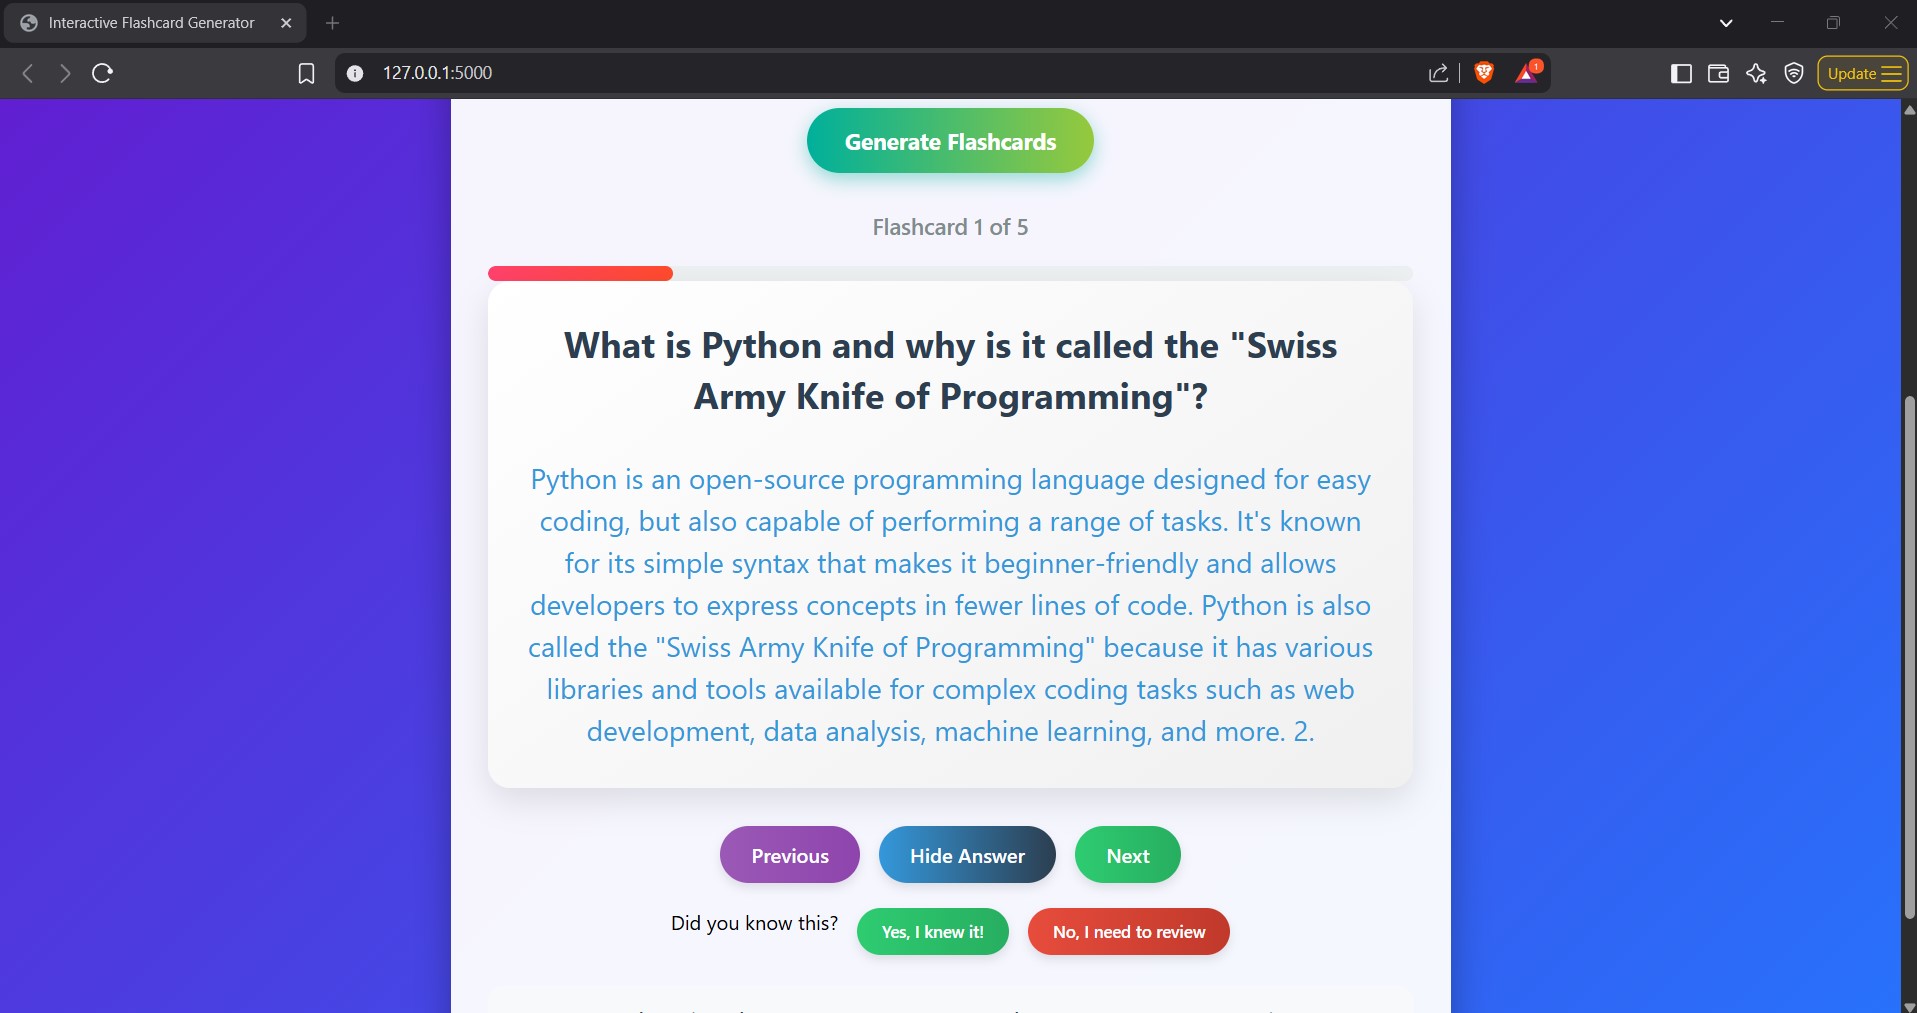 Interactive Flashcard Generator
127.0.0.1:5000
1
Update
Generate Flashcards
Flashcard 1 of 5
What is Python and why is it called the "Swiss
Army Knife of Programming"?
Python is an open-source programming language designed for easy
coding, but also capable of performing a range of tasks. It's known
for its simple syntax that makes it beginner-friendly and allows
developers to express concepts in fewer lines of code. Python is also
called the "Swiss Army Knife of Programming" because it has various
libraries and tools available for complex coding tasks such as web
development, data analysis, machine learning, and more. 2.
Previous
Hide Answer
Next
Did you know this?
Yes, I knew it!
No, I need to review